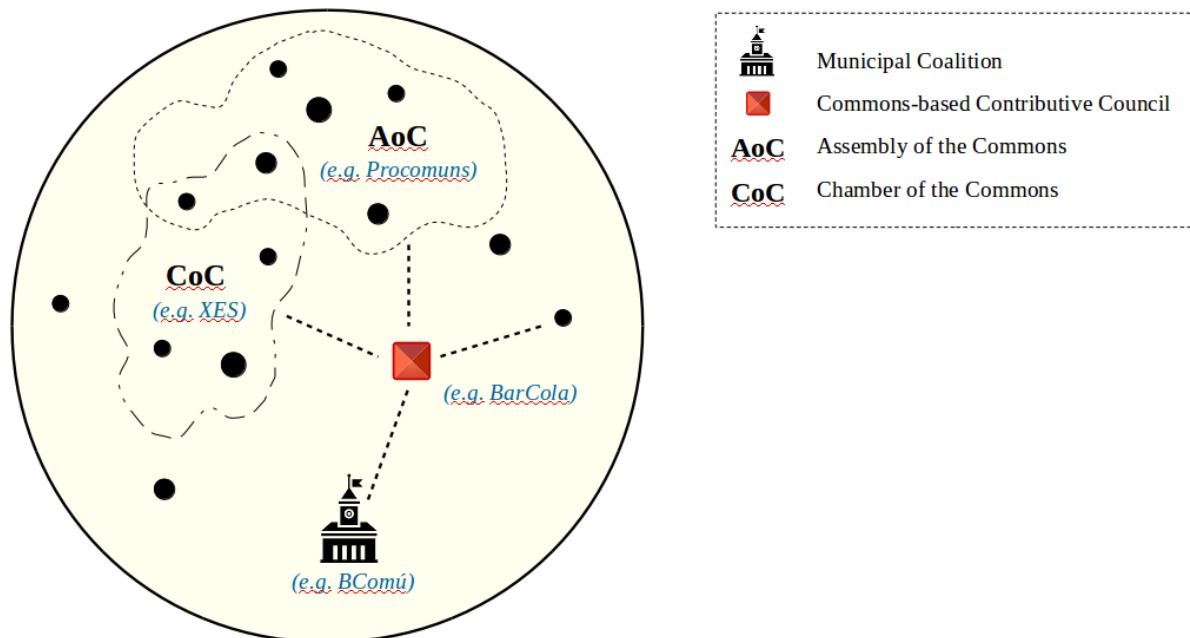 AoC
(e.g. Procomuns)
CoC
(e.g. XES)
(e.g. BarCola)
(e.g. BComú)
Municipal Coalition
Commons-based Contributive Council
AoC Assembly of the Commons
CoC Chamber of the Commons